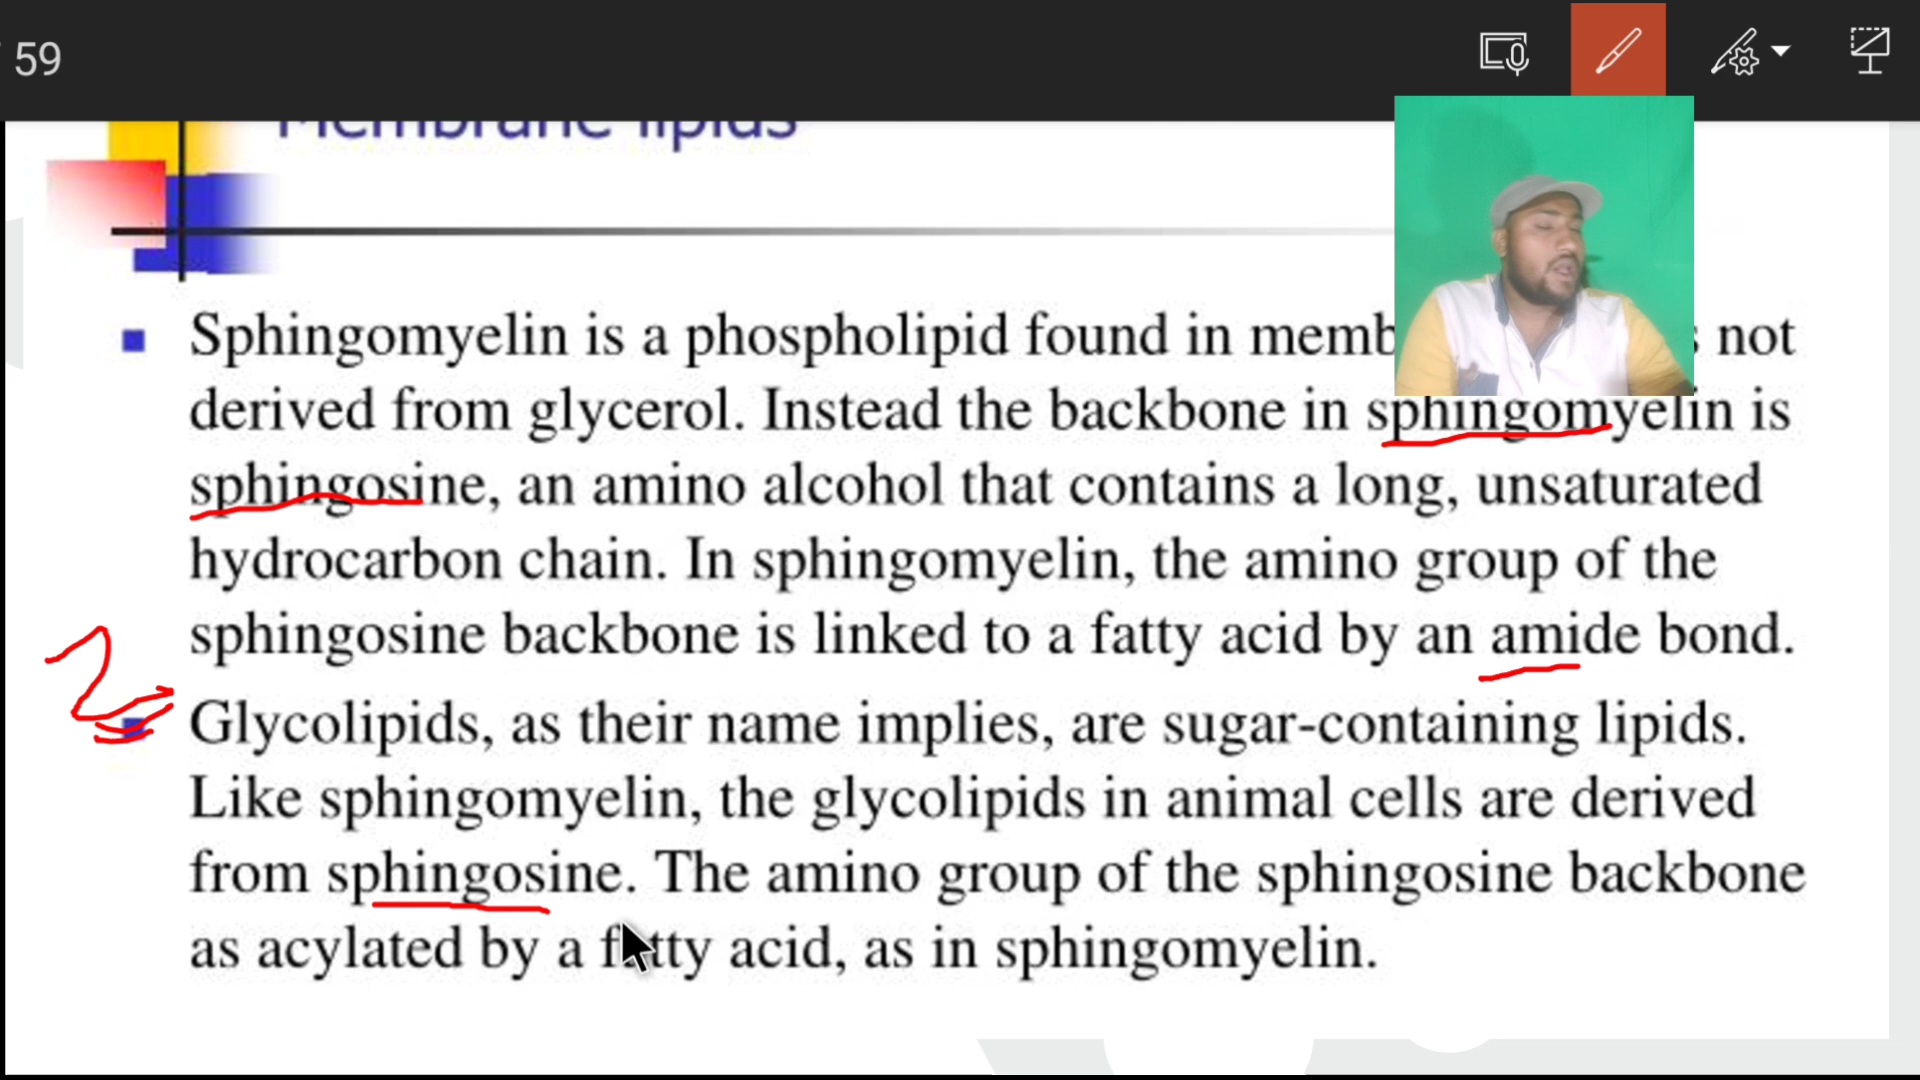 59
Membrane lipids
Sphingomyelin is a phospholipid found in memb not
derived from glycerol. Instead the backbone in sphingomyelin is
sphingosine, an amino alcohol that contains a long, unsaturated
hydrocarbon chain. In sphingomyelin, the amino group of the
sphingosine backbone is linked to a fatty acid by an amide bond.
Glycolipids, as their name implies, are sugar-containing lipids.
Like sphingomyelin, the glycolipids in animal cells are derived
from sphingosine. The amino group of the sphingosine backbone
as acylated by a fatty acid, as in sphingomyelin.